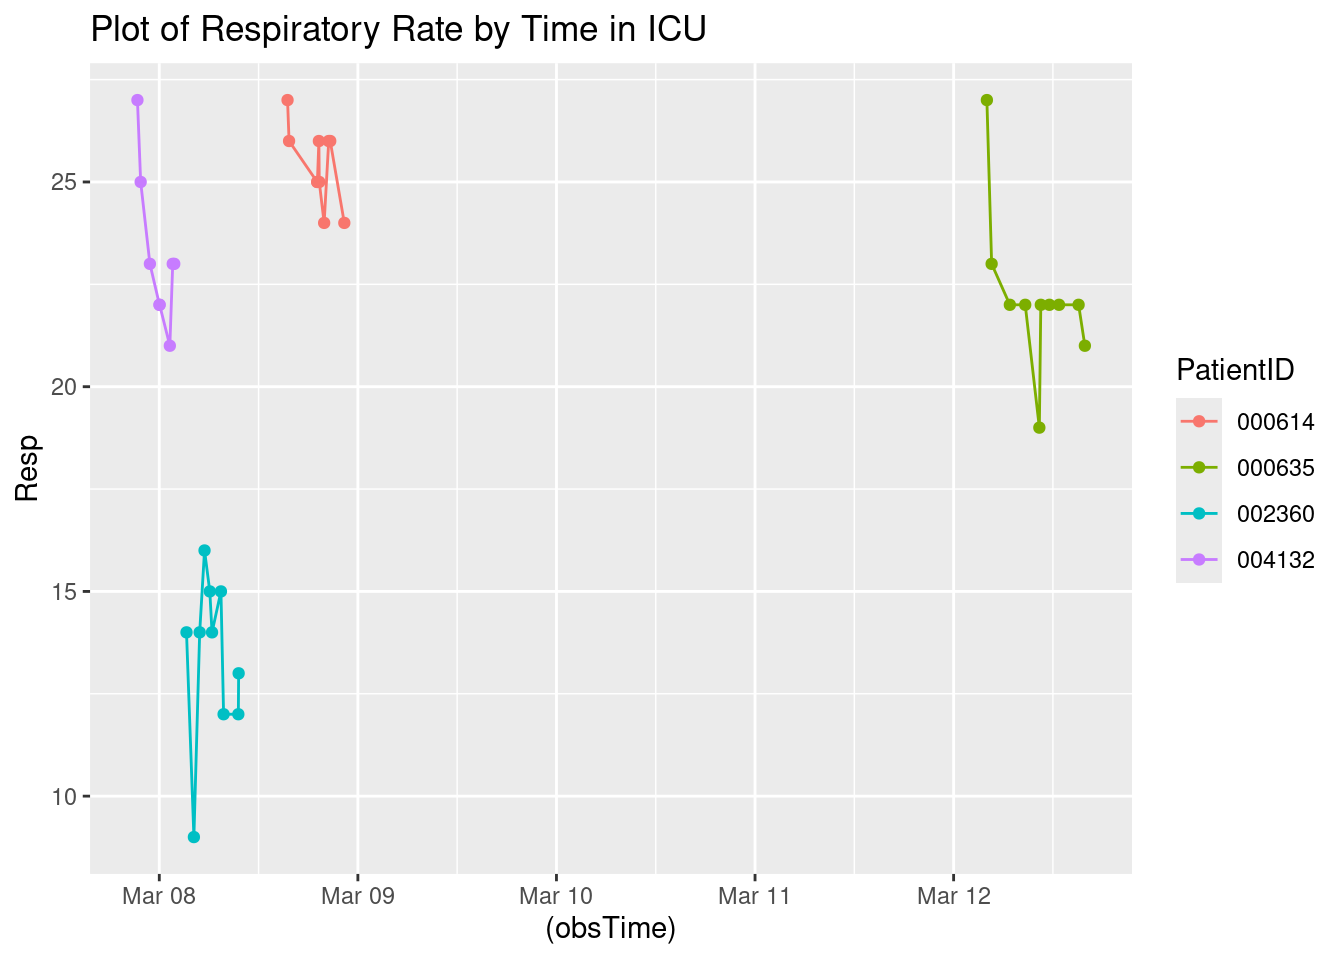 Plot of Respiratory Rate by Time in ICU
25
20
15
10
Resp
Mar 08
Mar 09
Mar 10
Mar 11
Mar 12
(obsTime)
PatientID
000614
000635
002360
004132